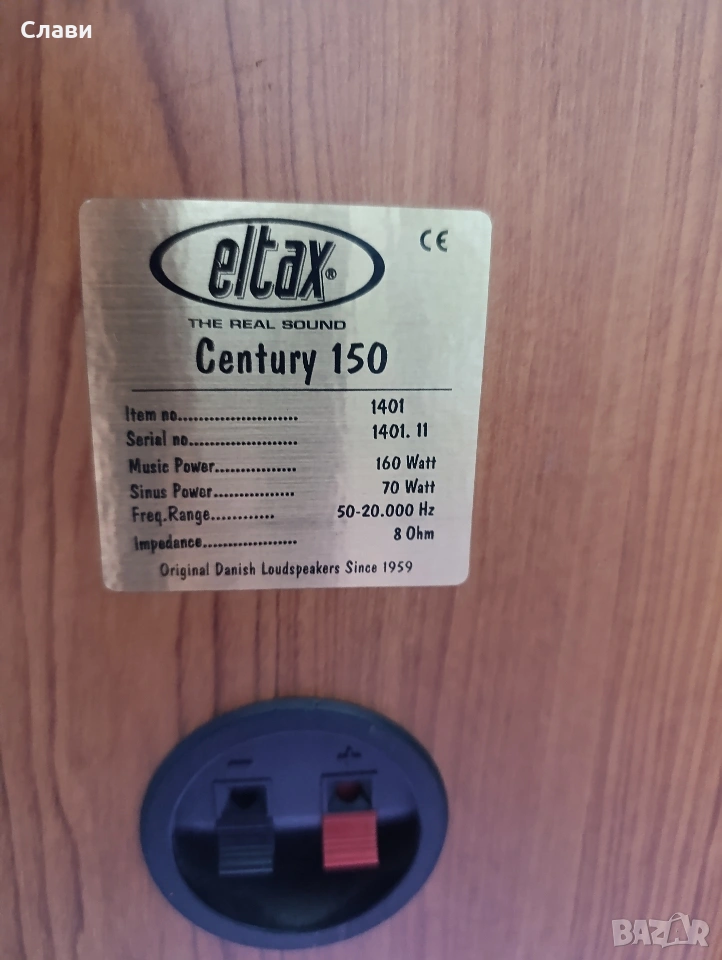 Слави
eltax®
CE
THE REAL SOUND
Century 150
Item no........................ 1401
Serial no...................... 1401. 11
Music Power................ 160 Watt
Sinus Power................ 70 Watt
Freq.Range............ 50-20.000 Hz
Impedance................... 8 Ohm
Original Danish Loudspeakers Since 1959
BAZAR